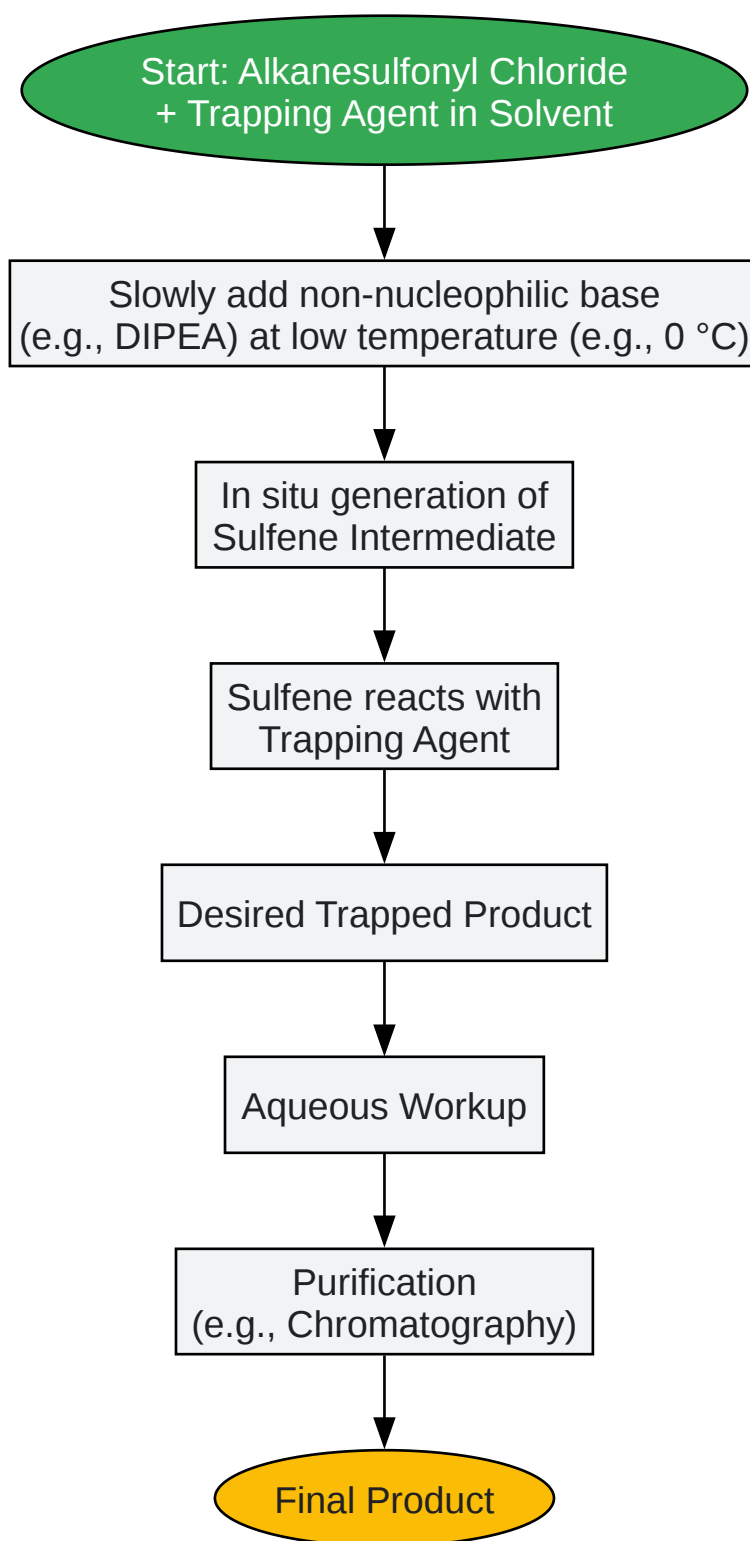 Start: Alkanesulfonyl Chloride
+ Trapping Agent in Solvent
Slowly add non-nucleophilic base
(e.g., DIPEA) at low temperature (e.g., 0 °C)
In situ generation of
Sulfene Intermediate
Sulfene reacts with
Trapping Agent
Desired Trapped Product
Aqueous Workup
Purification
(e.g., Chromatography)
Final Product